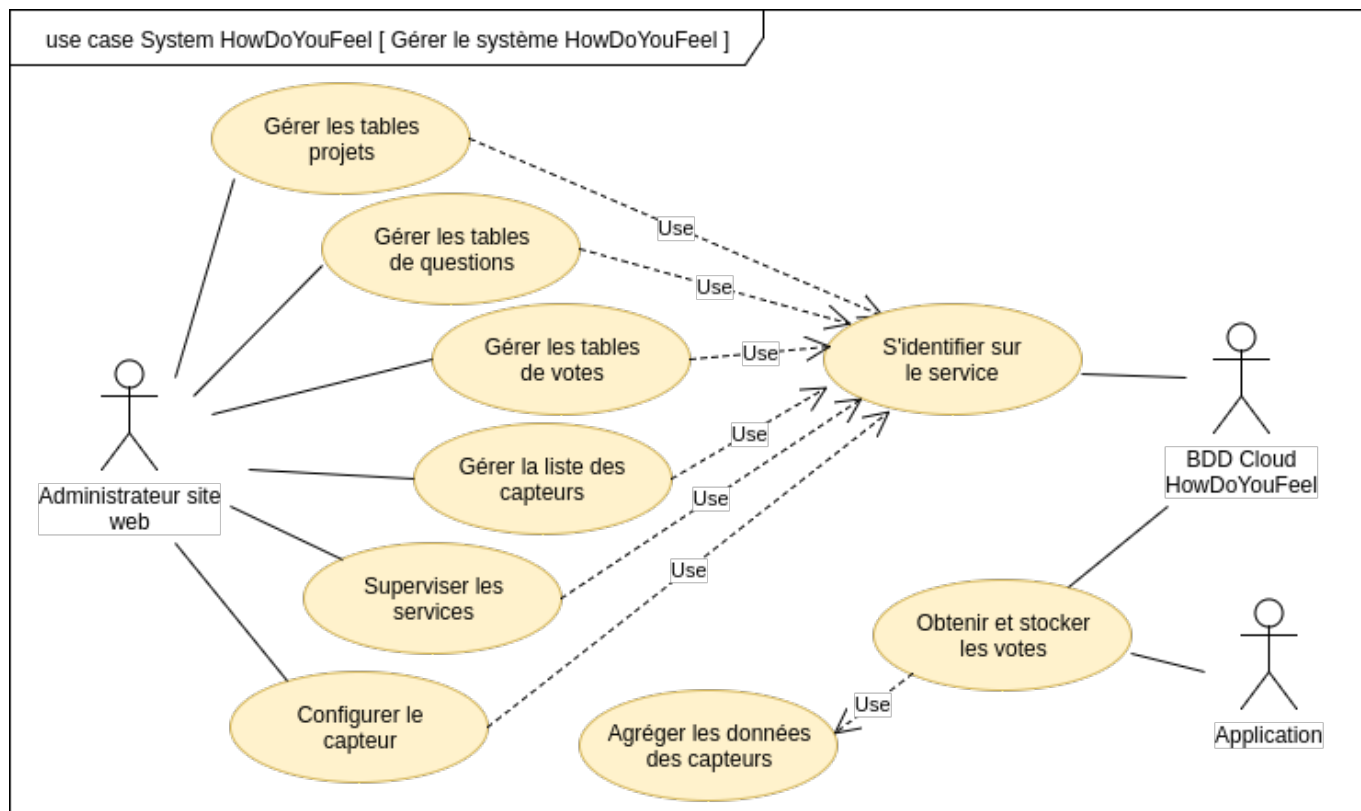 use case System HowDoYouFeel [ Gérer le système HowDoYouFeel ]
Gérer les tables
projets
Use
Gérer les tables
de questions
Use
Gérer les tables
de votes
Use
S'identifier sur
le service
Gérer la liste des
capteurs
Use
BDD Cloud
HowDoYouFeel
Administrateur site
web
Use
Superviser les
services
Use
Obtenir et stocker
les votes
Configurer le
capteur
Use
Agréger les données
des capteurs
Application